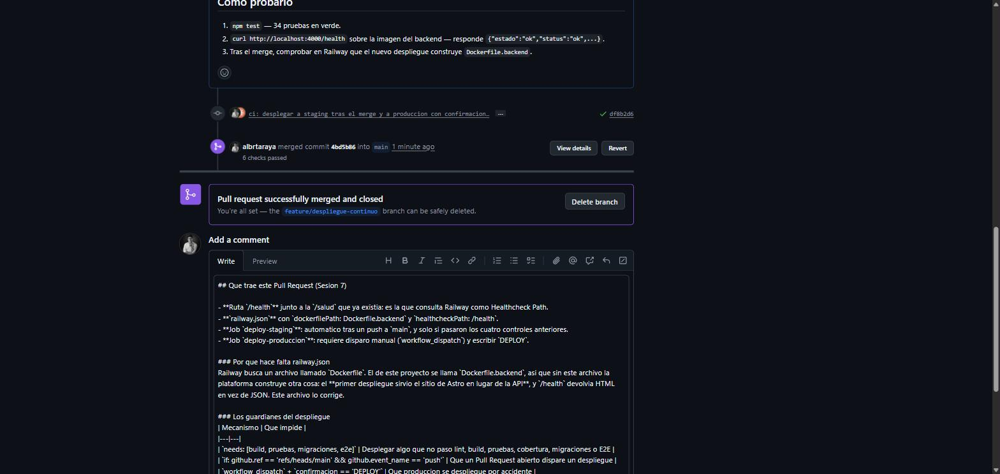 Como probarlo
1. npm test — 34 pruebas en verde.
2. curl http://localhost:4000/health sobre la imagen del backend — responde {"estado":"ok","status":"ok",...}.
3. Tras el merge, comprobar en Railway que el nuevo despliegue construye Dockerfile.backend.
ci: desplegar a staging tras el merge y a produccion con confirmacion… ... df8b2d6
albrtaraya merged commit 4bd5b86 into main 1 minute ago View details Revert
6 checks passed
Pull request successfully merged and closed
You're all set — the feature/despliegue-continuo branch can be safely deleted.
Delete branch
Add a comment
Write Preview
## Que trae este Pull Request (Sesion 7)
- **Ruta `/health`** junto a la `/salud` que ya existia: es la que consulta Railway como Healthcheck Path.
- **`railway.json`** con `dockerfilePath: Dockerfile.backend` y `healthcheckPath: /health`.
- **Job `deploy-staging`**: automatico tras un push a `main`, y solo si pasaron los cuatro controles anteriores.
- **Job `deploy-produccion`**: requiere disparo manual (`workflow_dispatch`) y escribir `DEPLOY`.
### Por que hace falta railway.json
Railway busca un archivo llamado `Dockerfile`. El de este proyecto se llama `Dockerfile.backend`, asi que sin este archivo la
plataforma construye otra cosa: el **primer despliegue sirvio el sitio de Astro en lugar de la API**, y `/health` devolvia HTML
en vez de JSON. Este archivo lo corrige.
### Los guardianes del despliegue
| Mecanismo | Que impide |
|---|---|
| `needs: [build, pruebas, migraciones, e2e]` | Desplegar algo que no paso lint, build, pruebas, cobertura, migraciones o E2E |
| `if: github.ref == 'refs/heads/main' && github.event_name == 'push'` | Que un Pull Request abierto dispare un despliegue |
| `workflow_dispatch` + `confirmacion == 'DEPLOY'` | Que produccion se despliegue por accidente |